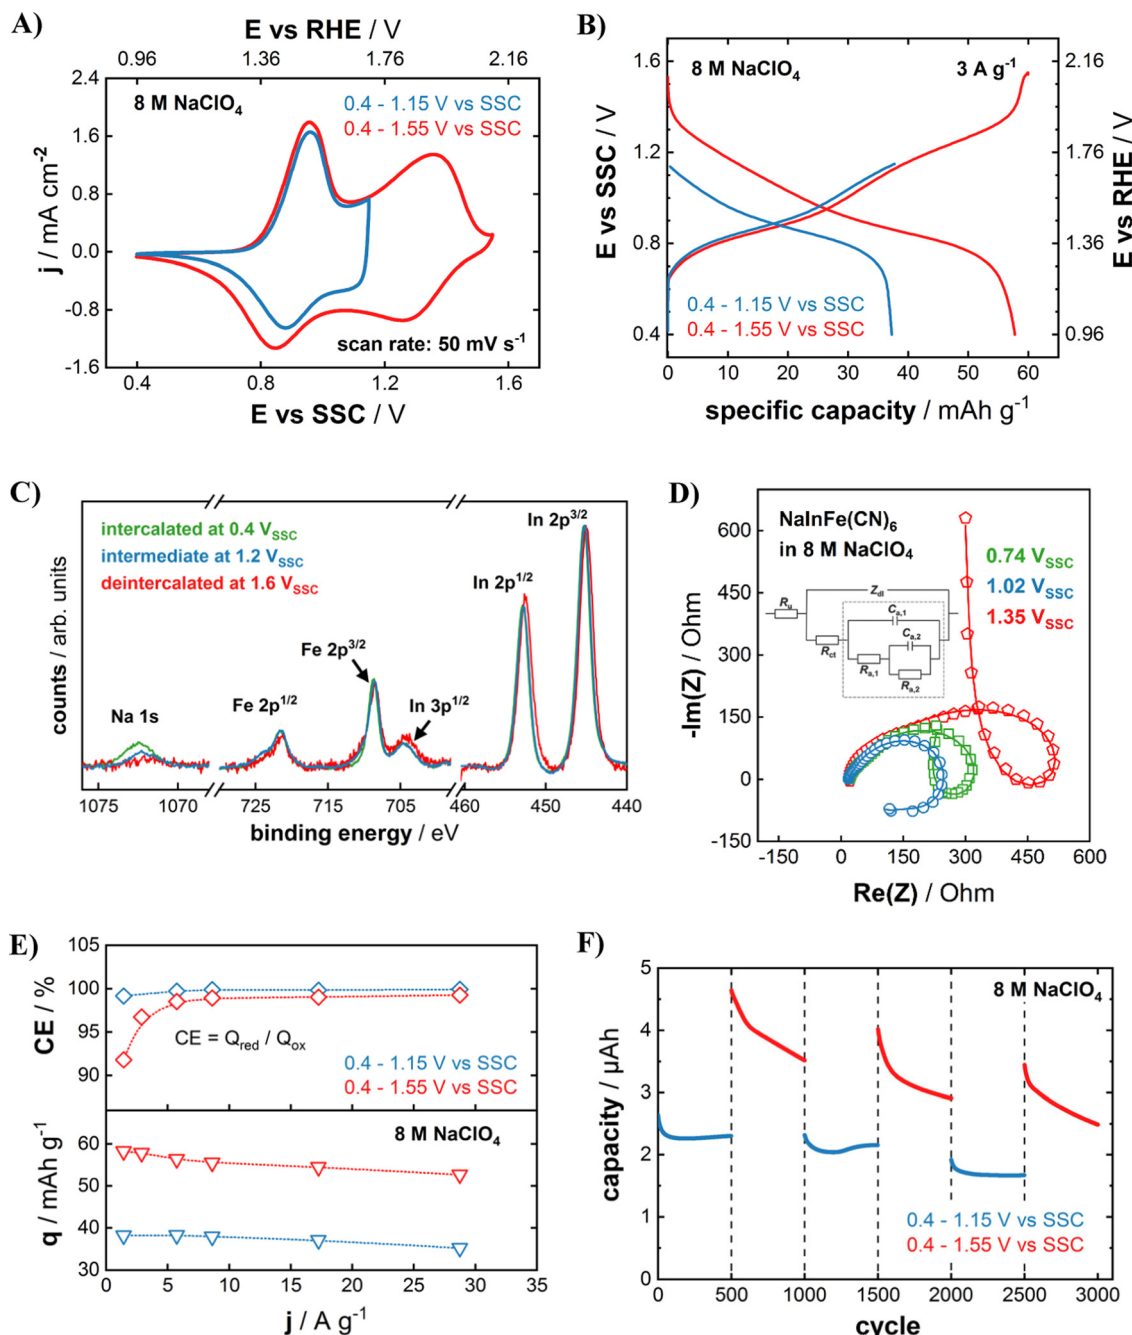 A)
E vs RHE / V
0.96 1.36 1.76 2.16
8 M NaClO4
0.4 - 1.15 V vs SSC
0.4 - 1.55 V vs SSC
2.4
1.6
0.8
0.0
-0.8
-1.6
j / mA cm-2
scan rate: 50 mV s-1
0.4 0.8 1.2 1.6
E vs SSC / V
B)
8 M NaClO4 3 A g-1
1.6
1.2
0.8
0.4
E vs SSC / V
2.16
1.76
1.36
0.96
E vs RHE / V
0.4 - 1.15 V vs SSC
0.4 - 1.55 V vs SSC
0 10 20 30 40 50 60
specific capacity / mAh g-1
C)
intercalated at 0.4 VSSC
intermediate at 1.2 VSSC
deintercalated at 1.6 VSSC
In 2p3/2
In 2p1/2
Fe 2p3/2
Fe 2p1/2
In 3p1/2
Na 1s
counts / arb. units
1075 1070 725 715 705 460 450 440
binding energy / eV
D)
NaInFe(CN)6
in 8 M NaClO4
0.74 VSSC
1.02 VSSC
1.35 VSSC
Zdl
Ru
Ca,1
Ca,2
Rct
Ra,1
Ra,2
600
450
300
150
0
-150
-Im(Z) / Ohm
-150 0 150 300 450 600
Re(Z) / Ohm
E)
105
100
95
90
CE / %
CE = Qred / Qox
0.4 - 1.15 V vs SSC
0.4 - 1.55 V vs SSC
8 M NaClO4
60
50
40
30
q / mAh g-1
0 5 10 15 20 25 30 35
j / A g-1
F)
8 M NaClO4
5
4
3
2
1
0
capacity / µAh
0.4 - 1.15 V vs SSC
0.4 - 1.55 V vs SSC
0 500 1000 1500 2000 2500 3000
cycle